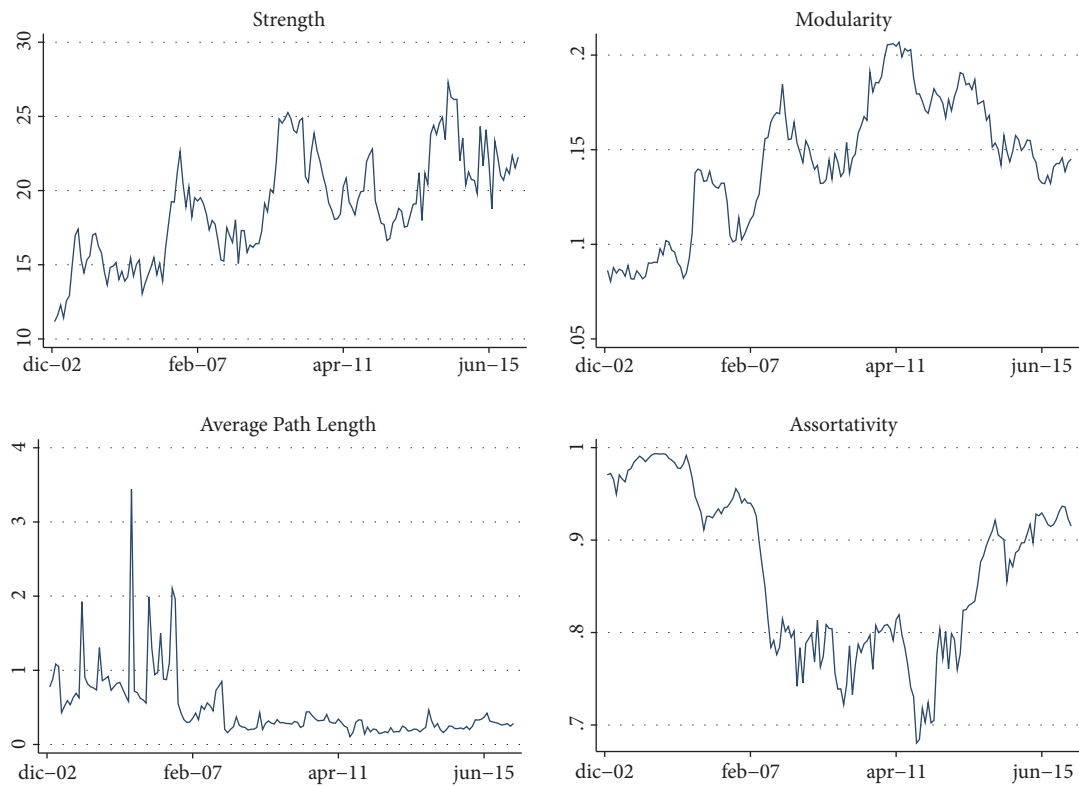 Strength
30
25
20
15
10
dic–02 feb–07 apr–11 jun–15
Modularity
.2
.15
.1
.05
dic–02 feb–07 apr–11 jun–15
Average Path Length
4
3
2
1
0
dic–02 feb–07 apr–11 jun–15
Assortativity
1
.9
.8
.7
dic–02 feb–07 apr–11 jun–15